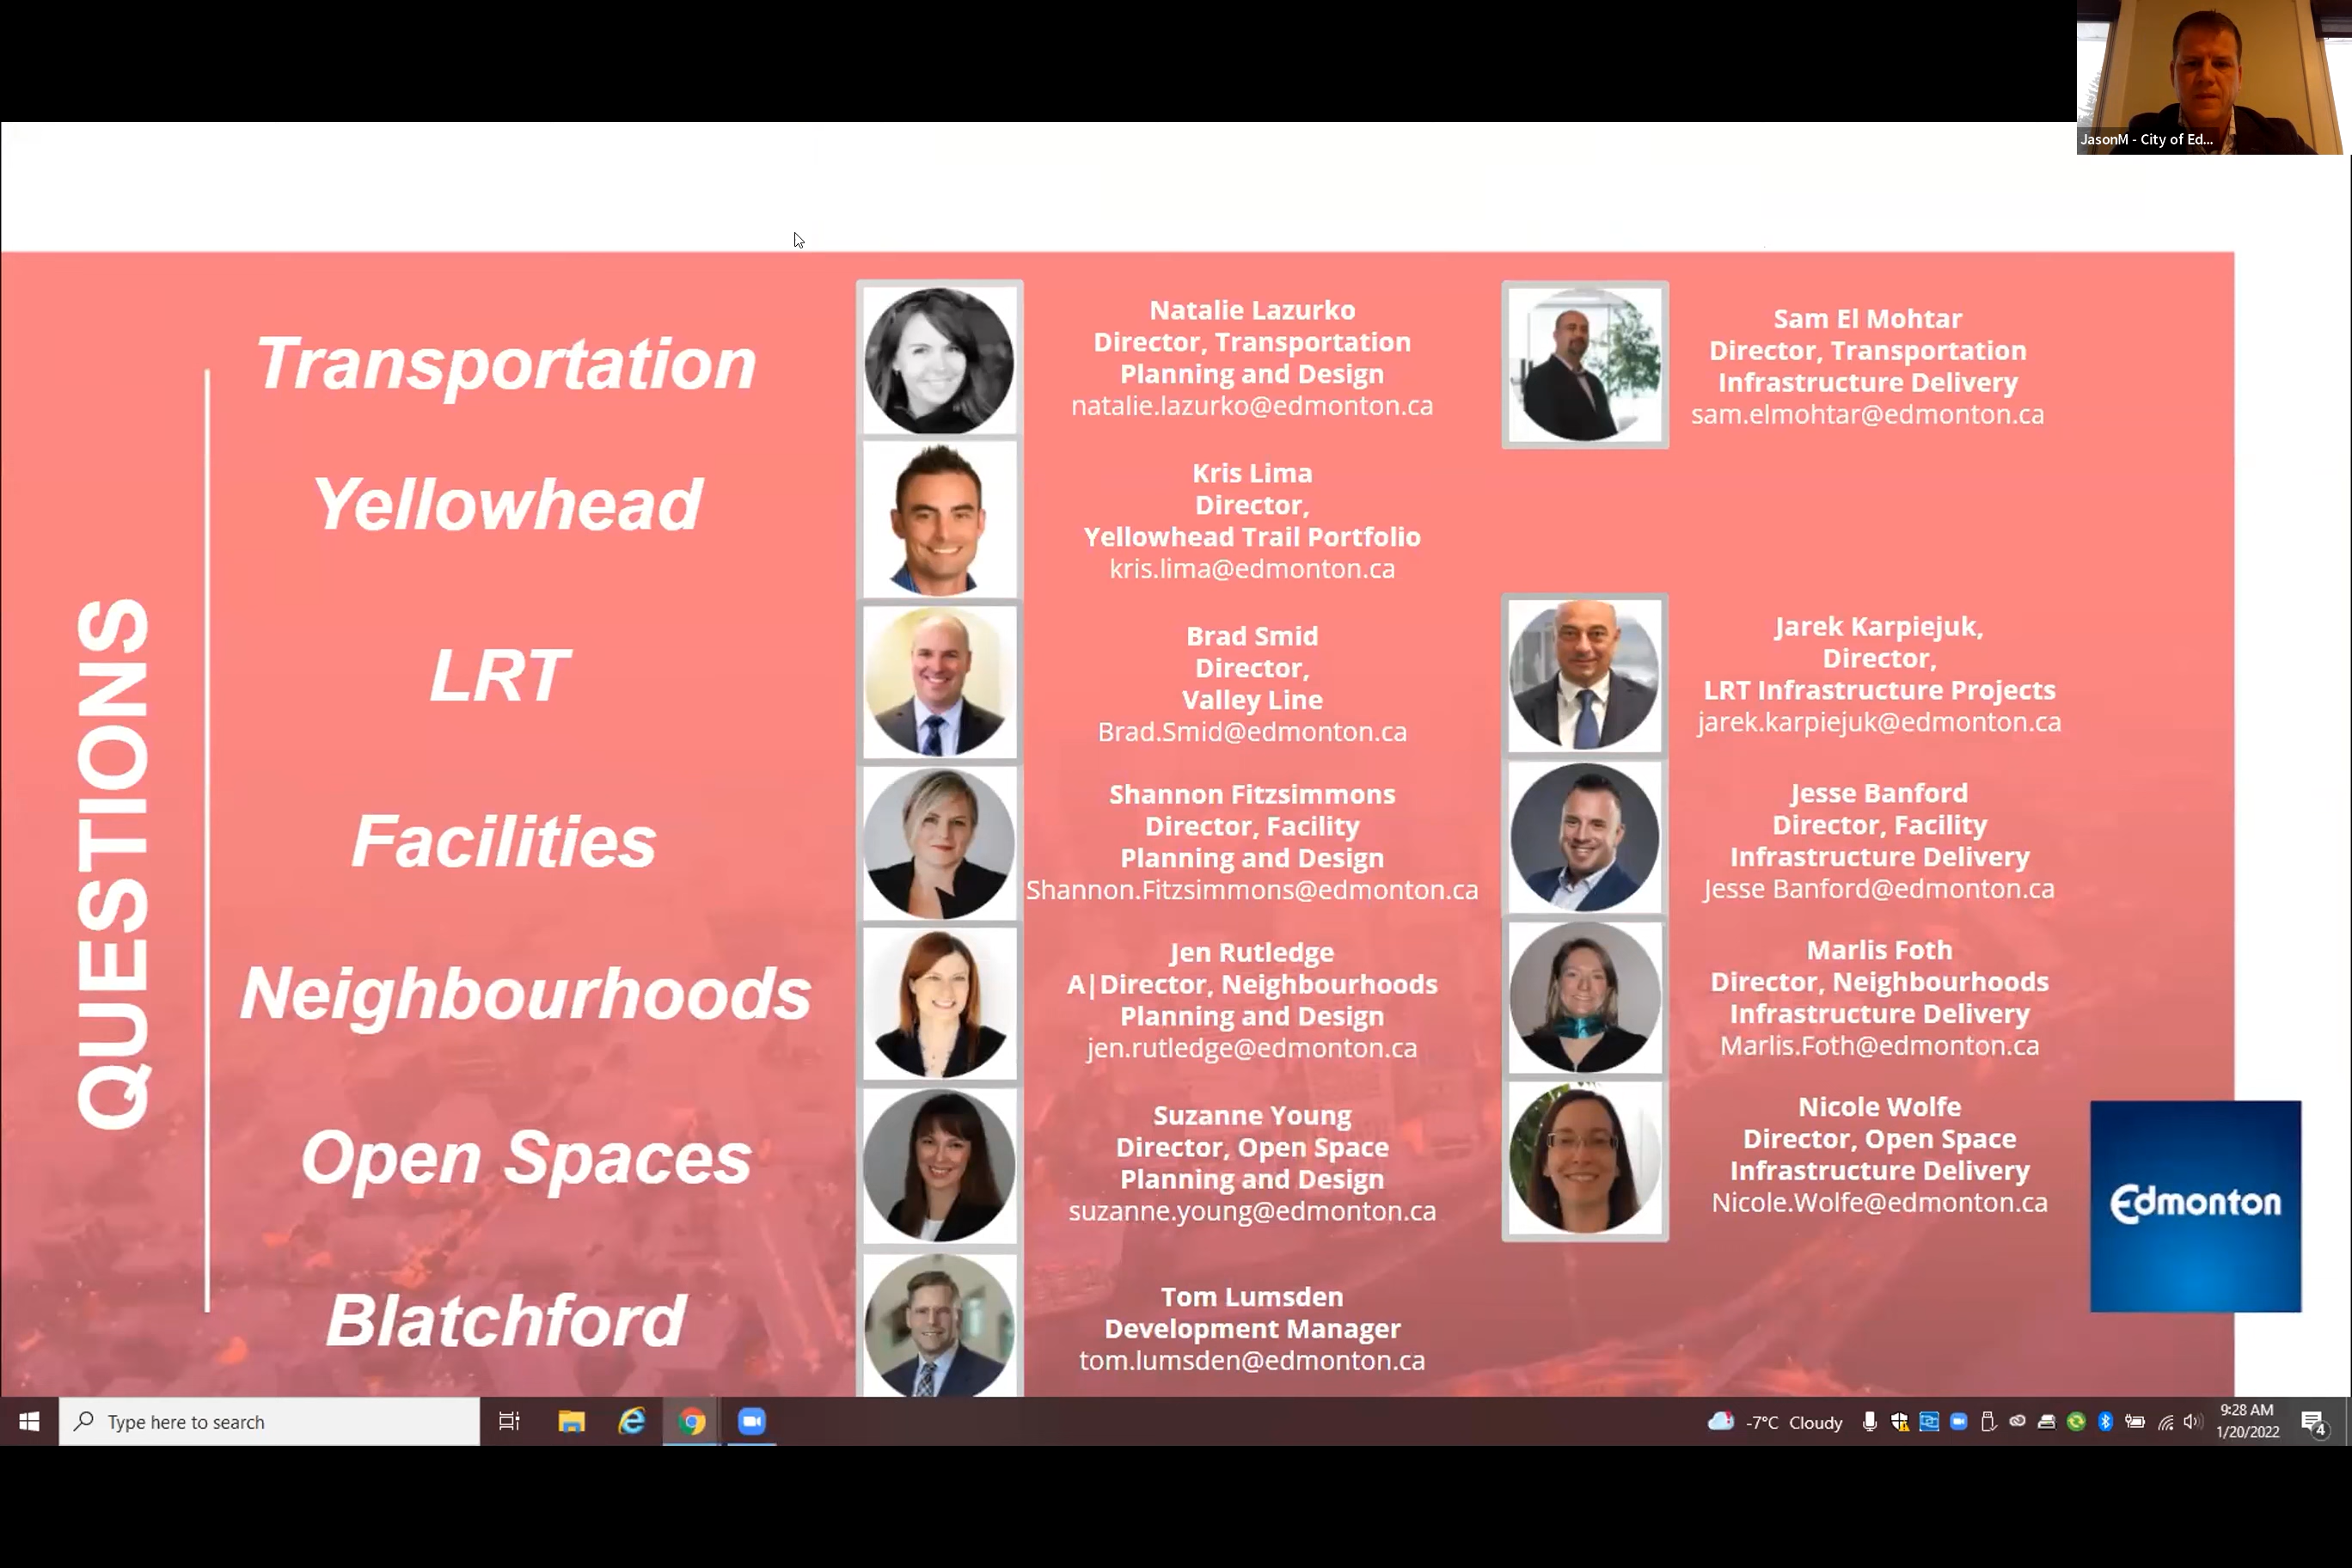 JasonM - City of Ed...
QUESTIONS
Transportation
Natalie Lazurko
Director, Transportation
Planning and Design
natalie.lazurko@edmonton.ca
Sam El Mohtar
Director, Transportation
Infrastructure Delivery
sam.elmohtar@edmonton.ca
Yellowhead
Kris Lima
Director,
Yellowhead Trail Portfolio
kris.lima@edmonton.ca
LRT
Brad Smid
Director,
Valley Line
Brad.Smid@edmonton.ca
Jarek Karpiejuk,
Director,
LRT Infrastructure Projects
jarek.karpiejuk@edmonton.ca
Facilities
Shannon Fitzsimmons
Director, Facility
Planning and Design
Shannon.Fitzsimmons@edmonton.ca
Jesse Banford
Director, Facility
Infrastructure Delivery
Jesse Banford@edmonton.ca
Neighbourhoods
Jen Rutledge
A|Director, Neighbourhoods
Planning and Design
jen.rutledge@edmonton.ca
Marlis Foth
Director, Neighbourhoods
Infrastructure Delivery
Marlis.Foth@edmonton.ca
Open Spaces
Suzanne Young
Director, Open Space
Planning and Design
suzanne.young@edmonton.ca
Nicole Wolfe
Director, Open Space
Infrastructure Delivery
Nicole.Wolfe@edmonton.ca
Edmonton
Blatchford
Tom Lumsden
Development Manager
tom.lumsden@edmonton.ca
Type here to search
-7°C Cloudy
9:28 AM
1/20/2022
4